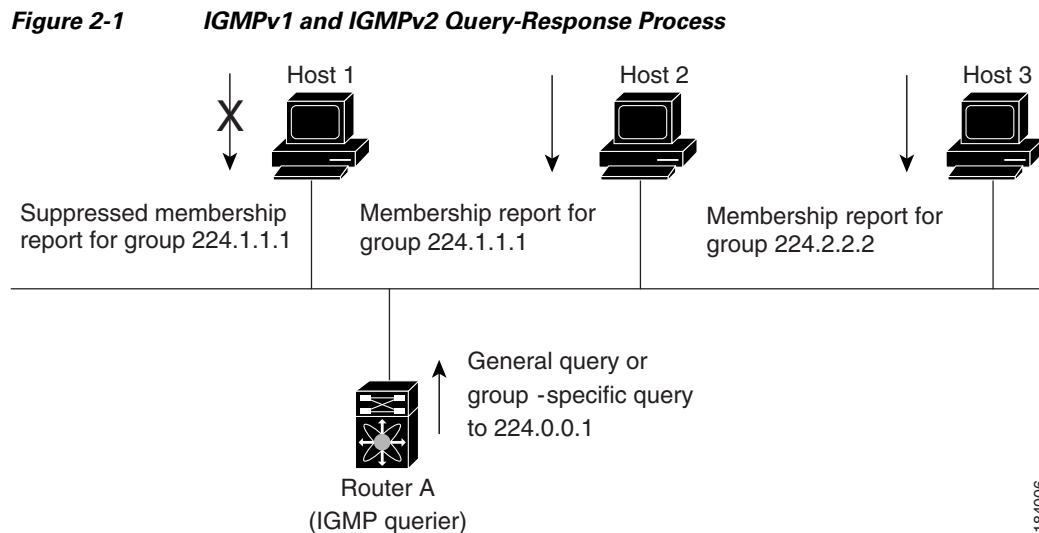 Figure 2-1 IGMPv1 and IGMPv2 Query-Response Process
Host 1
Host 2
Host 3
X
Suppressed membership
report for group 224.1.1.1
Membership report for
group 224.1.1.1
Membership report for
group 224.2.2.2
General query or
group -specific query
to 224.0.0.1
Router A
(IGMP querier)